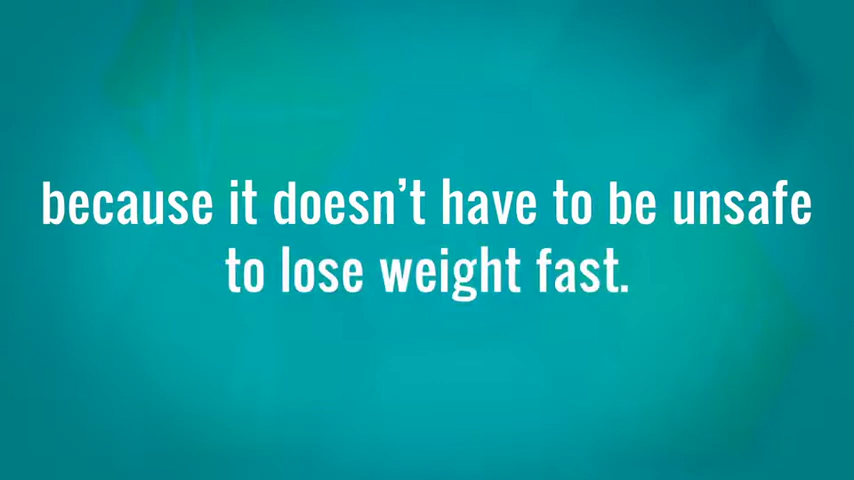 because it doesn’t have to be unsafe
to lose weight fast.